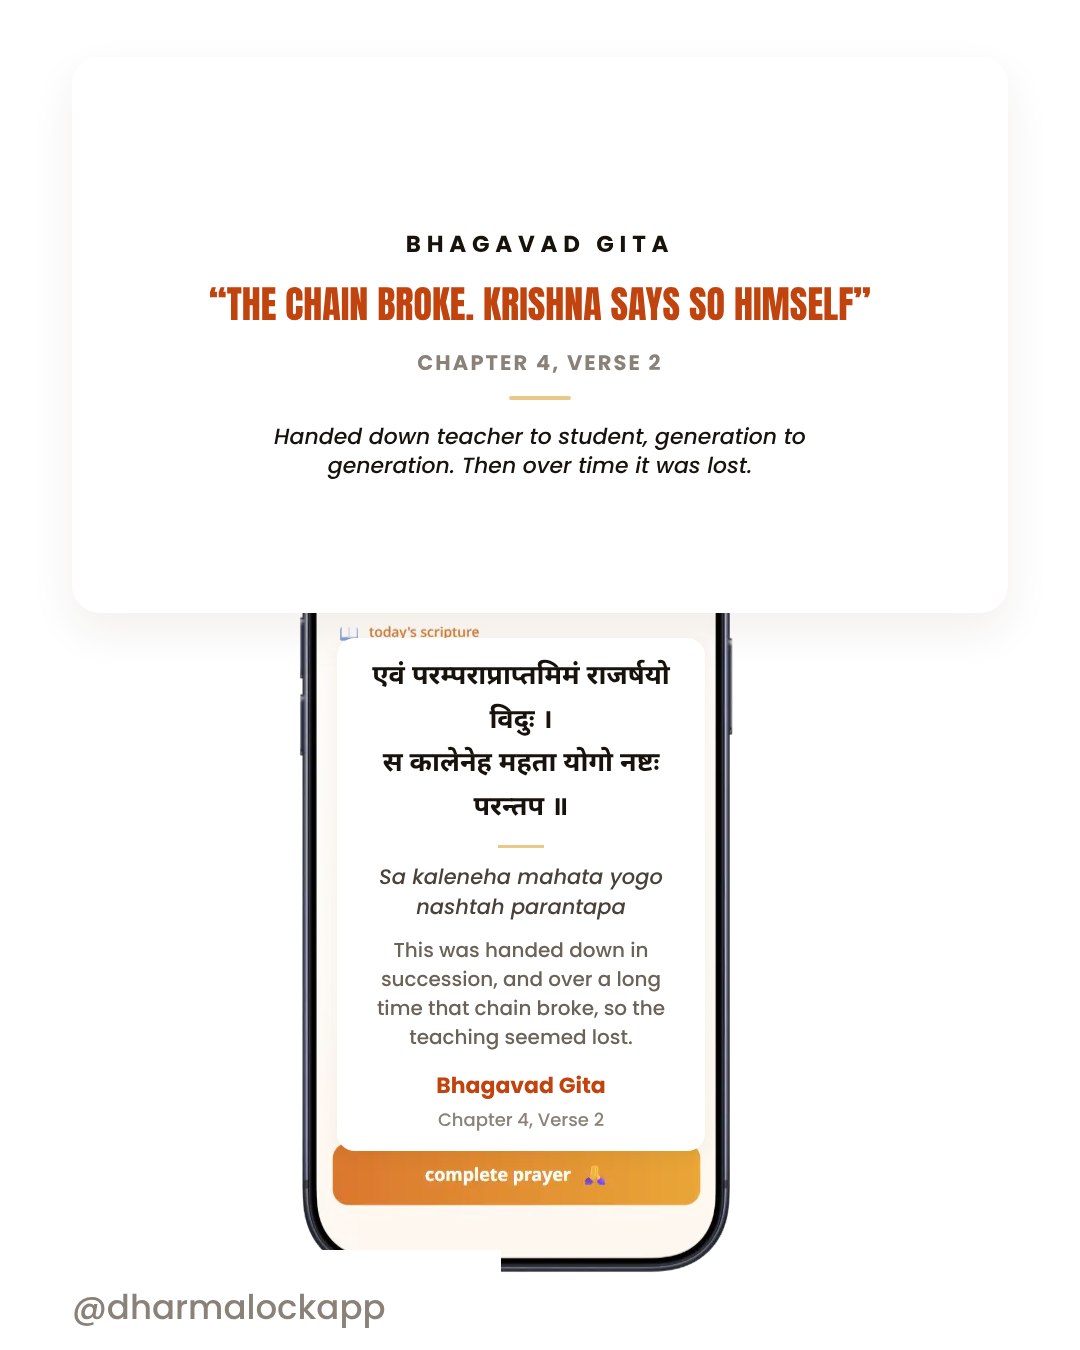 BHAGAVAD GITA
“THE CHAIN BROKE. KRISHNA SAYS SO HIMSELF”
CHAPTER 4, VERSE 2
Handed down teacher to student, generation to
generation. Then over time it was lost.
today's scripture
एवं परम्पराप्राप्तमिमं राजर्षयो
विदुः ।
स कालेनेह महता योगो नष्टः
परन्तप ॥
Sa kaleneha mahata yogo
nashtah parantapa
This was handed down in
succession, and over a long
time that chain broke, so the
teaching seemed lost.
Bhagavad Gita
Chapter 4, Verse 2
complete prayer 🙏
@dharmalockapp